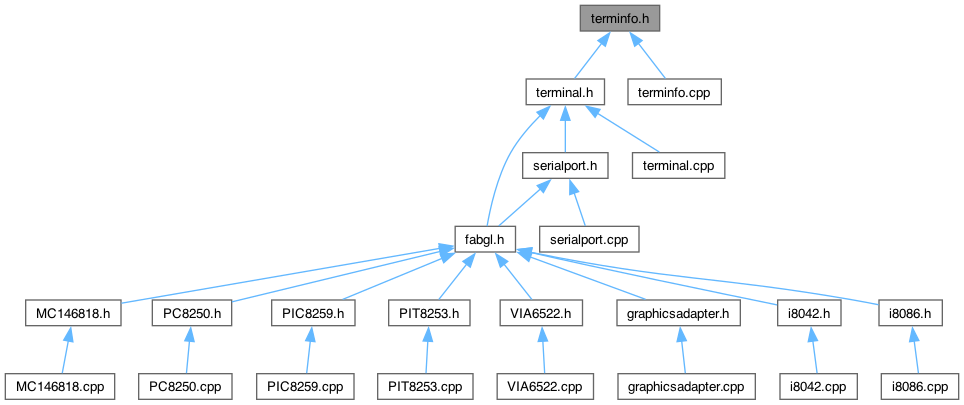 terminfo.h
terminal.h
terminfo.cpp
serialport.h
terminal.cpp
fabgl.h
serialport.cpp
MC146818.h
PC8250.h
PIC8259.h
PIT8253.h
VIA6522.h
graphicsadapter.h
i8042.h
i8086.h
MC146818.cpp
PC8250.cpp
PIC8259.cpp
PIT8253.cpp
VIA6522.cpp
graphicsadapter.cpp
i8042.cpp
i8086.cpp